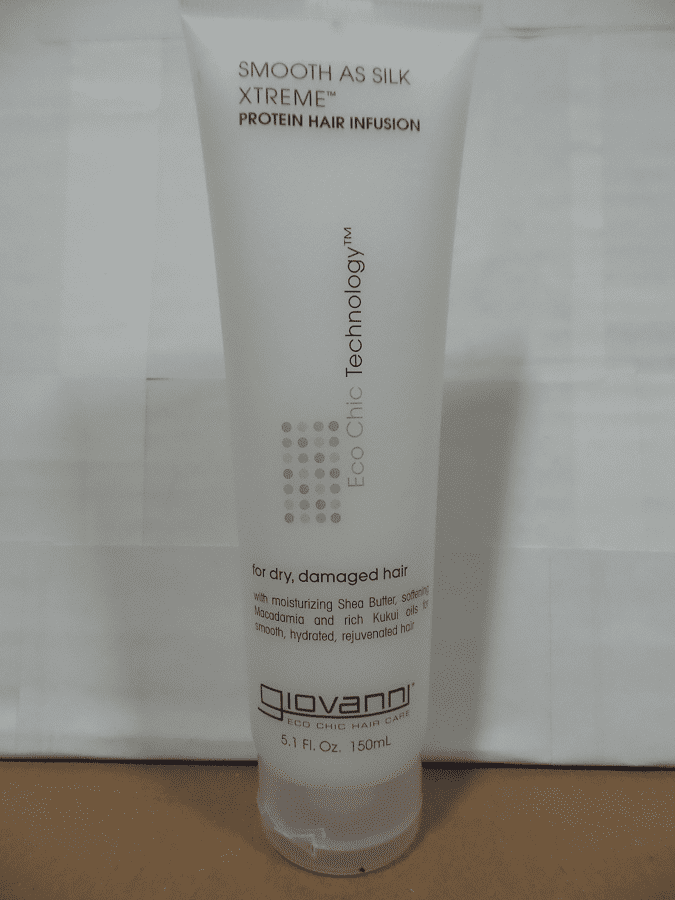 SMOOTH AS SILK
XTREME™
PROTEIN HAIR INFUSION
Eco Chic Technology™
for dry, damaged hair
with moisturizing Shea Butter, softening
Macadamia and rich Kukui oils for
smooth, hydrated, rejuvenated hair
giovanni®
ECO CHIC HAIR CARE
5.1 Fl. Oz. 150mL